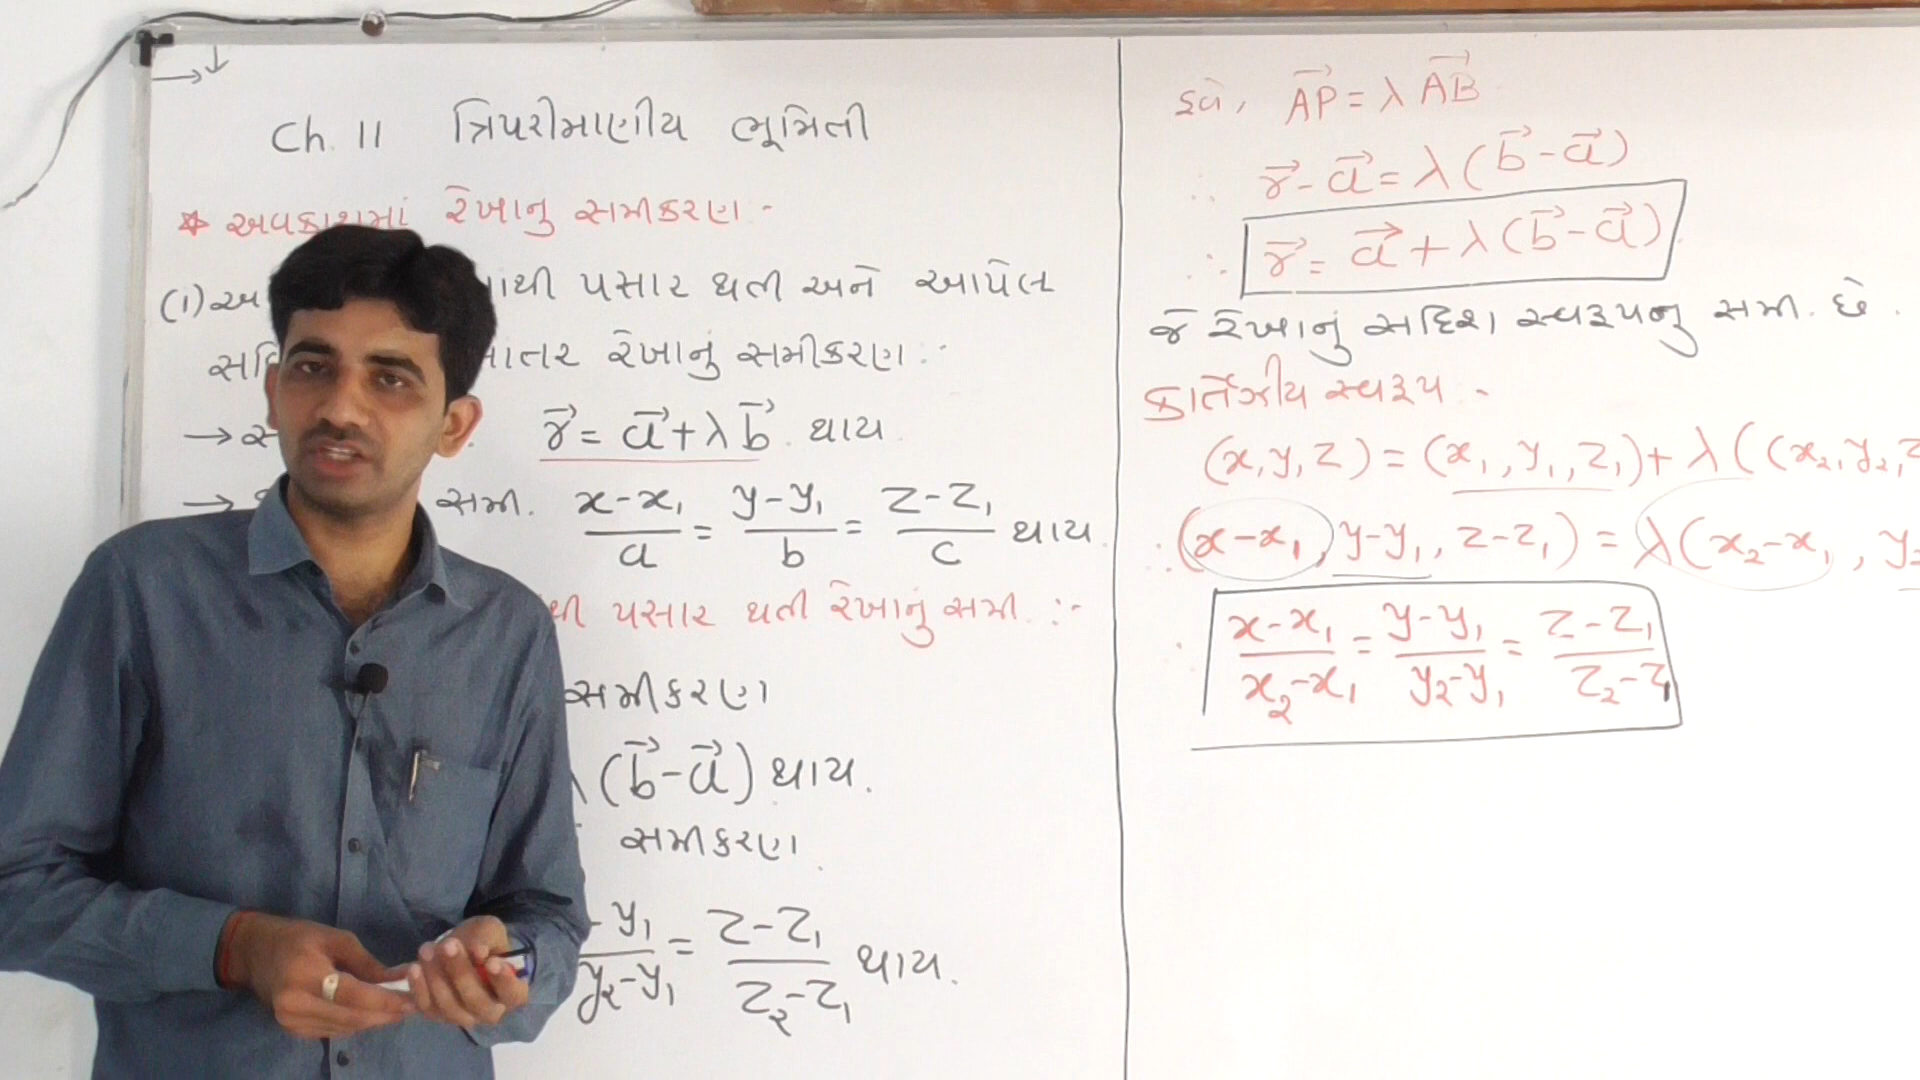 Ch. 11 ત્રિપરીમાણીય ભૂમિતી
* અવકાશમાં રેખાનુ સમીકરણ -
(1) પસાર થતી અને આપેલ
રેખાનું સમીકરણ :-
→ r⃗ = a⃗ + λ b⃗ થાય
→ સમી. (x-x₁)/a = (y-y₁)/b = (z-z₁)/c થાય.
પસાર થતી રેખાનું સમી. :-
સમીકરણ
(b⃗ - a⃗) થાય.
સમીકરણ
- y₁/(y₂-y₁) = (z-z₁)/(z₂-z₁) થાય.
હવે, AP⃗ = λ AB⃗
∴ r⃗ - a⃗ = λ (b⃗ - a⃗)
∴ r⃗ = a⃗ + λ (b⃗ - a⃗)
જે રેખાનું સદિશ સ્વરૂપનુ સમી. છે.
કાર્તેઝીય સ્વરૂપ -
(x, y, z) = (x₁, y₁, z₁) + λ ((x₂, y₂, z
∴ (x-x₁, y-y₁, z-z₁) = λ (x₂-x₁, y₂
∴ (x-x₁)/(x₂-x₁) = (y-y₁)/(y₂-y₁) = (z-z₁)/(z₂-z₁)